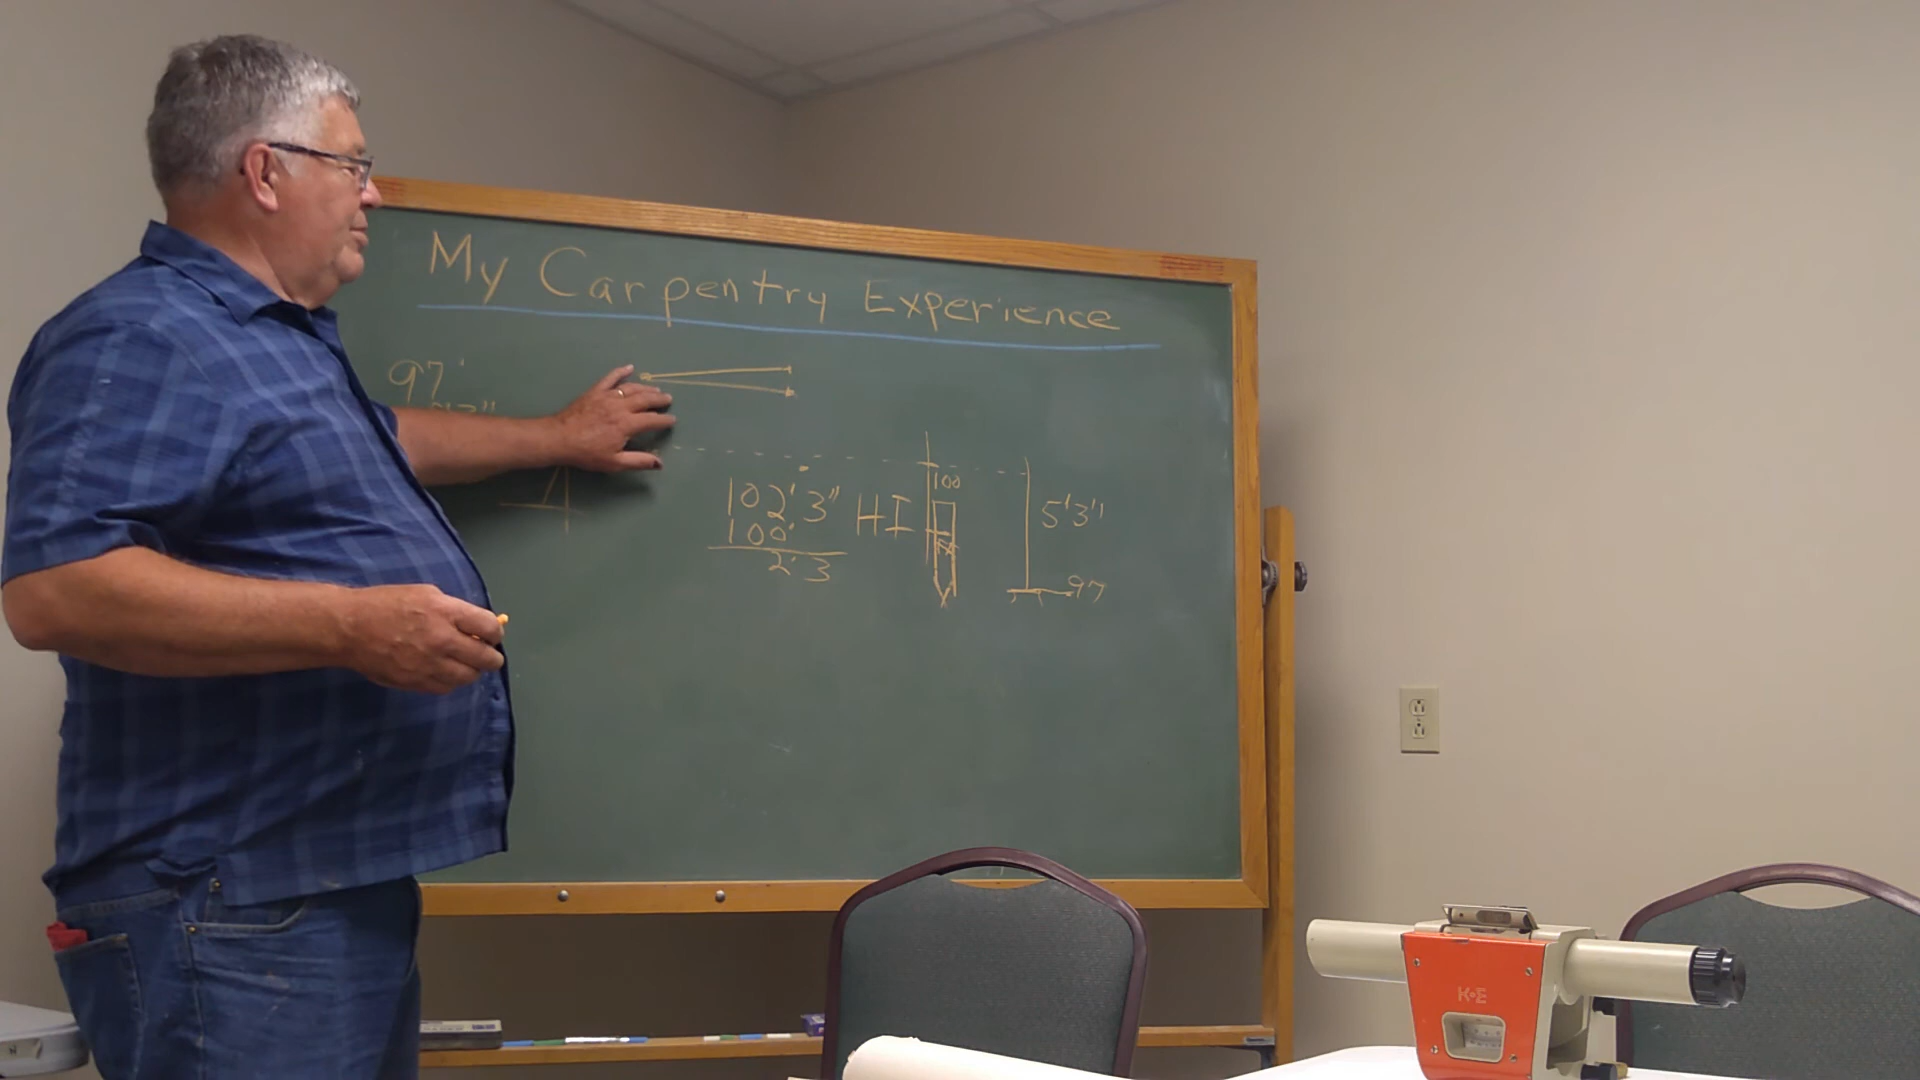 My Carpentry Experience
97'
102' 3" HI
100'
2' 3
100
5' 3"
97
K+E
N